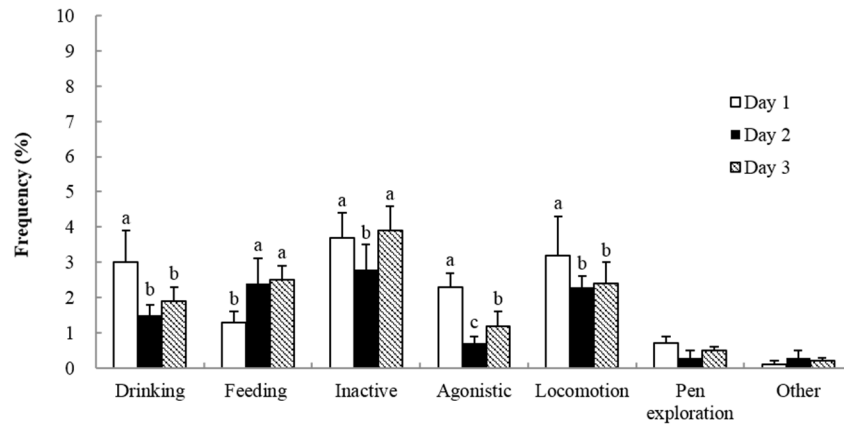 10
9
8
7
6
5
4
3
2
1
0
Frequency (%)
Day 1
Day 2
Day 3
a
b
b
b
a
a
a
b
a
a
c
b
a
b
b
Drinking
Feeding
Inactive
Agonistic
Locomotion
Pen
exploration
Other